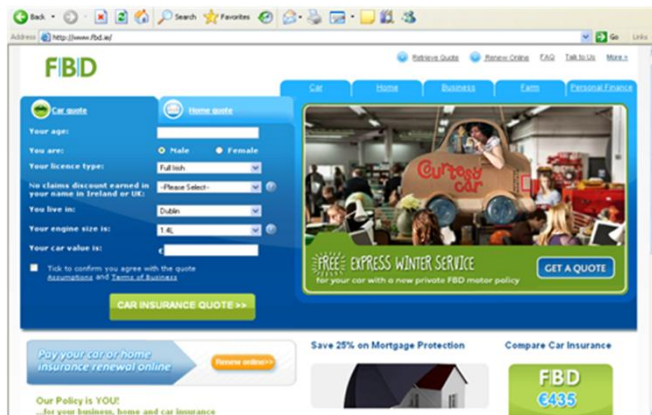 Back
Search
Favorites
Address
http://www.fbd.ie/
Go
Links
FBD
Retrieve Quote
Renew Online
FAQ
Talk to Us
More »
Car
Home
Business
Farm
Personal Finance
Car quote
Home quote
Your age:
You are:
Male
Female
Your licence type:
Full Irish
No claims discount earned in
your name in Ireland or UK:
-Please Select-
You live in:
Dublin
Your engine size is:
1.4L
Your car value is:
€
Tick to confirm you agree with the quote
Assumptions and Terms of
Business
CAR INSURANCE QUOTE >>
Courtesy
car
FREE EXPRESS WINTER SERVICE
for your car with a new private FBD motor policy
GET A QUOTE
Pay your car or home
insurance renewal online
Renew online>>
Save 25% on Mortgage Protection
Compare Car Insurance
FBD
€435
Our Policy is YOU!
...for your business, home and car insurance